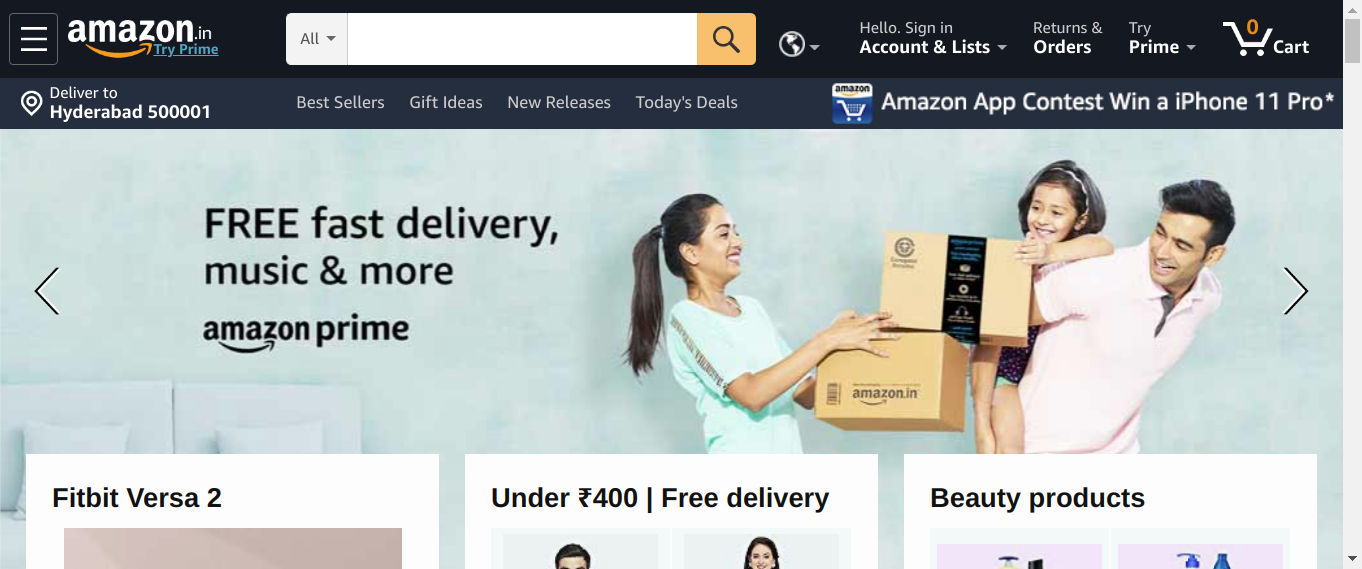 amazon.in
Try Prime
All
Hello. Sign in
Account & Lists
Returns &
Orders
Try
Prime
0
Cart
Deliver to
Hyderabad 500001
Best Sellers
Gift Ideas
New Releases
Today's Deals
amazon
Amazon App Contest Win a iPhone 11 Pro*
FREE fast delivery,
music & more
amazon prime
amazon.in
Fitbit Versa 2
Under ₹400 | Free delivery
Beauty products